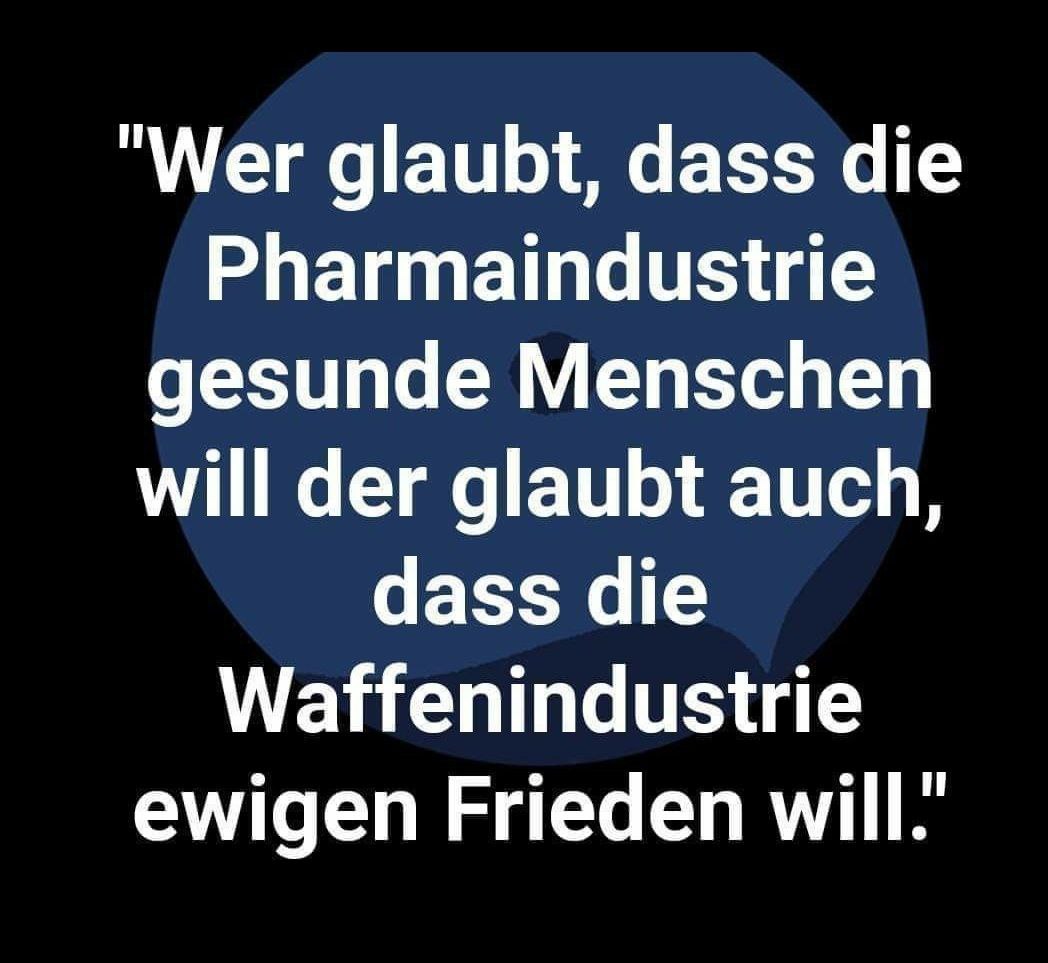 "Wer glaubt, dass die
Pharmaindustrie
gesunde Menschen
will der glaubt auch,
dass die
Waffenindustrie
ewigen Frieden will."